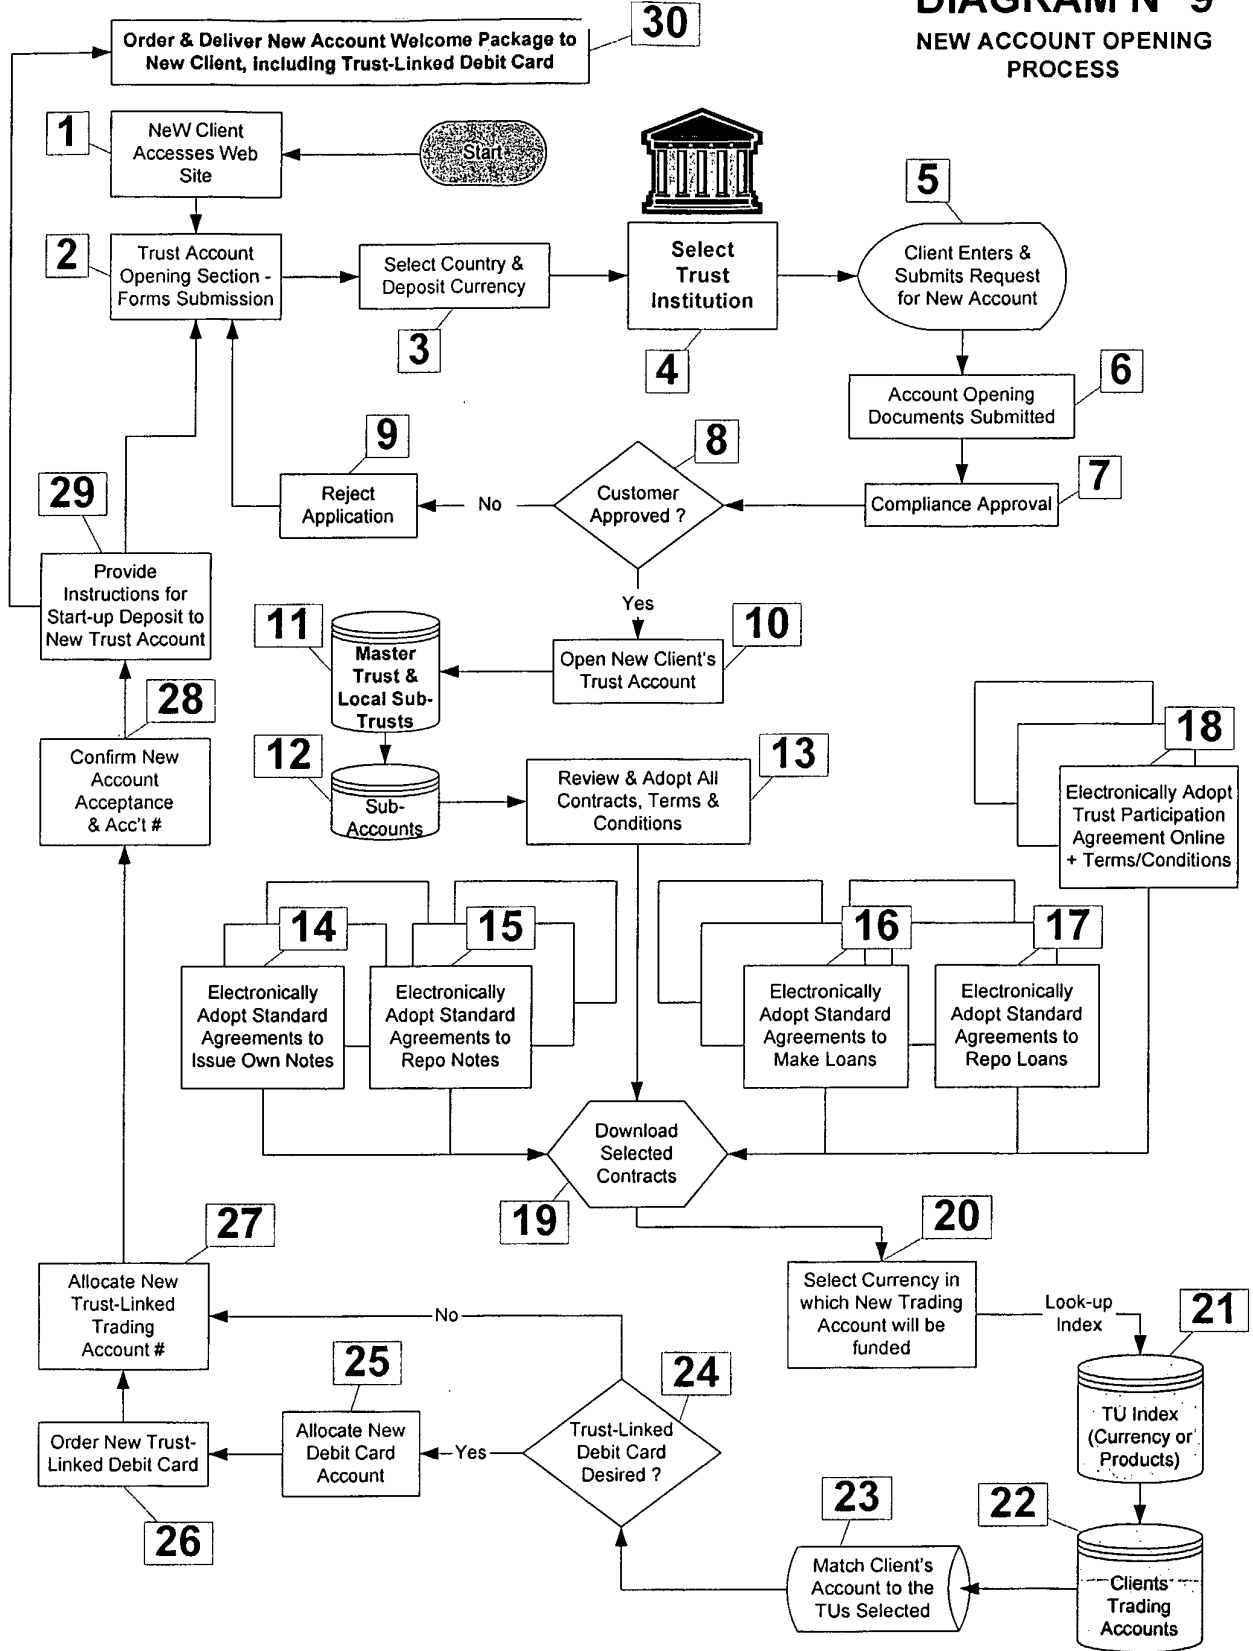 DIAGRAM N° 9
NEW ACCOUNT OPENING
PROCESS
30
Order & Deliver New Account Welcome Package to
New Client, including Trust-Linked Debit Card
1
NeW Client
Accesses Web
Site
Start
2
Trust Account
Opening Section -
Forms Submission
Select Country &
Deposit Currency
3
Select
Trust
Institution
4
5
Client Enters &
Submits Request
for New Account
6
Account Opening
Documents Submitted
7
Compliance Approval
8
Customer
Approved ?
No
9
Reject
Application
Yes
10
Open New Client's
Trust Account
11
Master
Trust &
Local Sub-
Trusts
12
Sub-
Accounts
13
Review & Adopt All
Contracts, Terms &
Conditions
29
Provide
Instructions for
Start-up Deposit to
New Trust Account
28
Confirm New
Account
Acceptance
& Acc't #
18
Electronically Adopt
Trust Participation
Agreement Online
+ Terms/Conditions
14
Electronically
Adopt Standard
Agreements to
Issue Own Notes
15
Electronically
Adopt Standard
Agreements to
Repo Notes
16
Electronically
Adopt Standard
Agreements to
Make Loans
17
Electronically
Adopt Standard
Agreements to
Repo Loans
Download
Selected
Contracts
19
20
Select Currency in
which New Trading
Account will be
funded
Look-up
Index
21
TU Index
(Currency or
Products)
22
Clients
Trading
Accounts
23
Match Client's
Account to the
TUs Selected
24
Trust-Linked
Debit Card
Desired ?
No
Yes
25
Allocate New
Debit Card
Account
Order New Trust-
Linked Debit Card
26
27
Allocate New
Trust-Linked
Trading
Account #